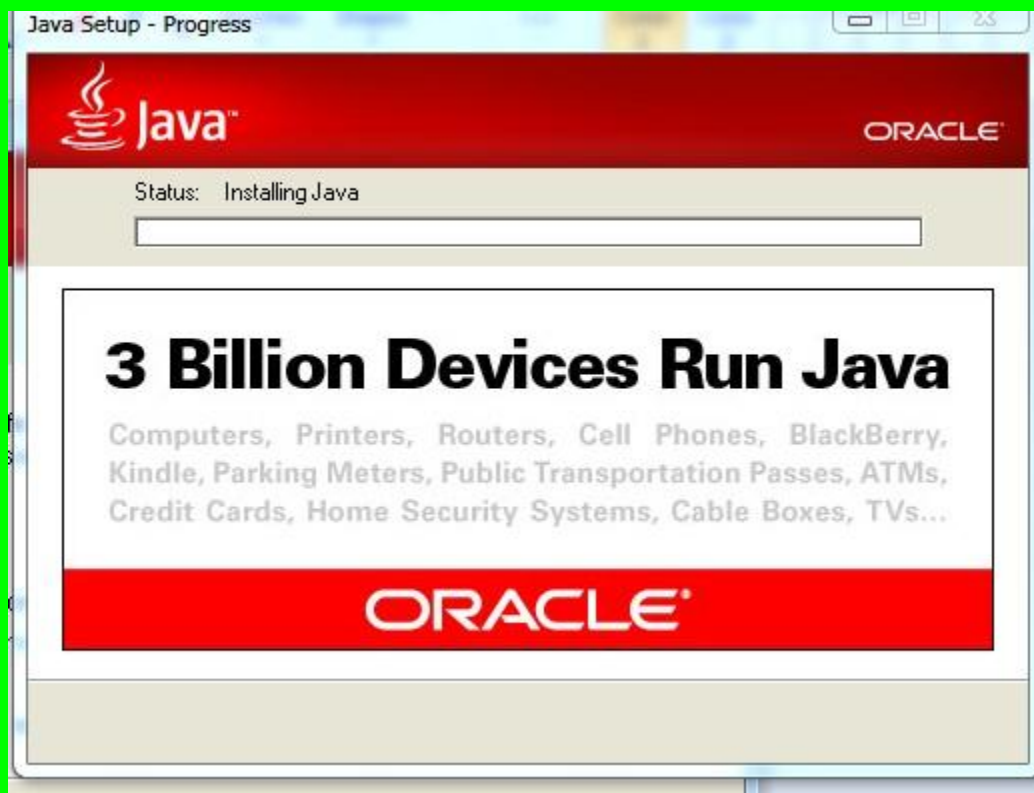 Java Setup - Progress
Java™
ORACLE®
Status: Installing Java
3 Billion Devices Run Java
Computers, Printers, Routers, Cell Phones, BlackBerry,
Kindle, Parking Meters, Public Transportation Passes, ATMs,
Credit Cards, Home Security Systems, Cable Boxes, TVs...
ORACLE®